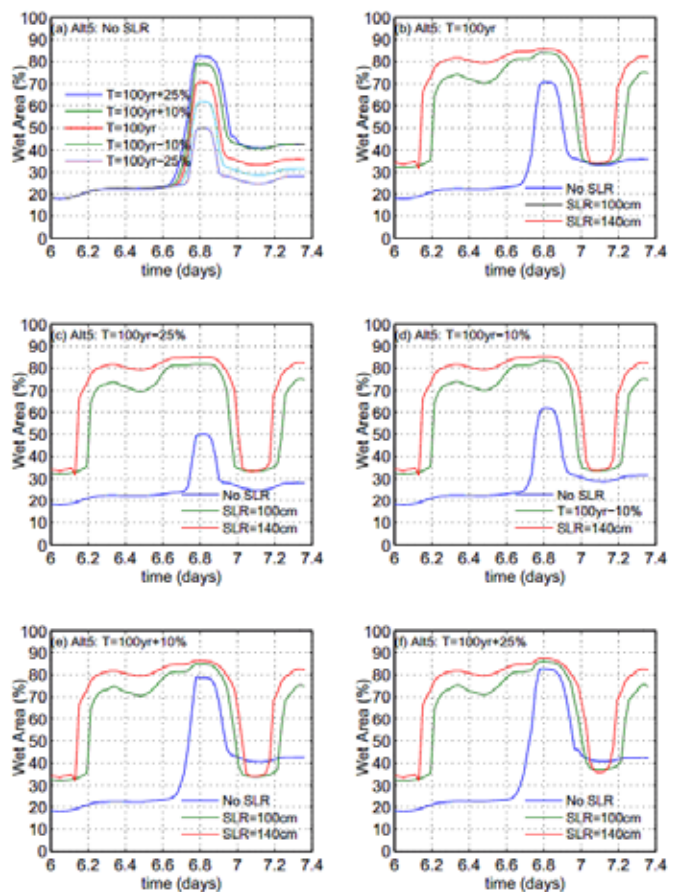 (a) Alt5: No SLR
100
90
80
70
60
50
40
30
20
10
0
Wet Area (%)
T=100yr+25%
T=100yr+10%
T=100yr
T=100yr−10%
T=100yr−25%
6 6.2 6.4 6.6 6.8 7 7.2 7.4
time (days)
(b) Alt5: T=100yr
100
90
80
70
60
50
40
30
20
10
0
Wet Area (%)
No SLR
SLR=100cm
SLR=140cm
6 6.2 6.4 6.6 6.8 7 7.2 7.4
time (days)
(c) Alt5: T=100yr−25%
100
90
80
70
60
50
40
30
20
10
0
Wet Area (%)
No SLR
SLR=100cm
SLR=140cm
6 6.2 6.4 6.6 6.8 7 7.2 7.4
time (days)
(d) Alt5: T=100yr−10%
100
90
80
70
60
50
40
30
20
10
0
Wet Area (%)
No SLR
T=100yr−10%
SLR=140cm
6 6.2 6.4 6.6 6.8 7 7.2 7.4
time (days)
(e) Alt5: T=100yr+10%
100
90
80
70
60
50
40
30
20
10
0
Wet Area (%)
No SLR
SLR=100cm
SLR=140cm
6 6.2 6.4 6.6 6.8 7 7.2 7.4
time (days)
(f) Alt5: T=100yr+25%
100
90
80
70
60
50
40
30
20
10
0
Wet Area (%)
No SLR
SLR=100cm
SLR=140cm
6 6.2 6.4 6.6 6.8 7 7.2 7.4
time (days)